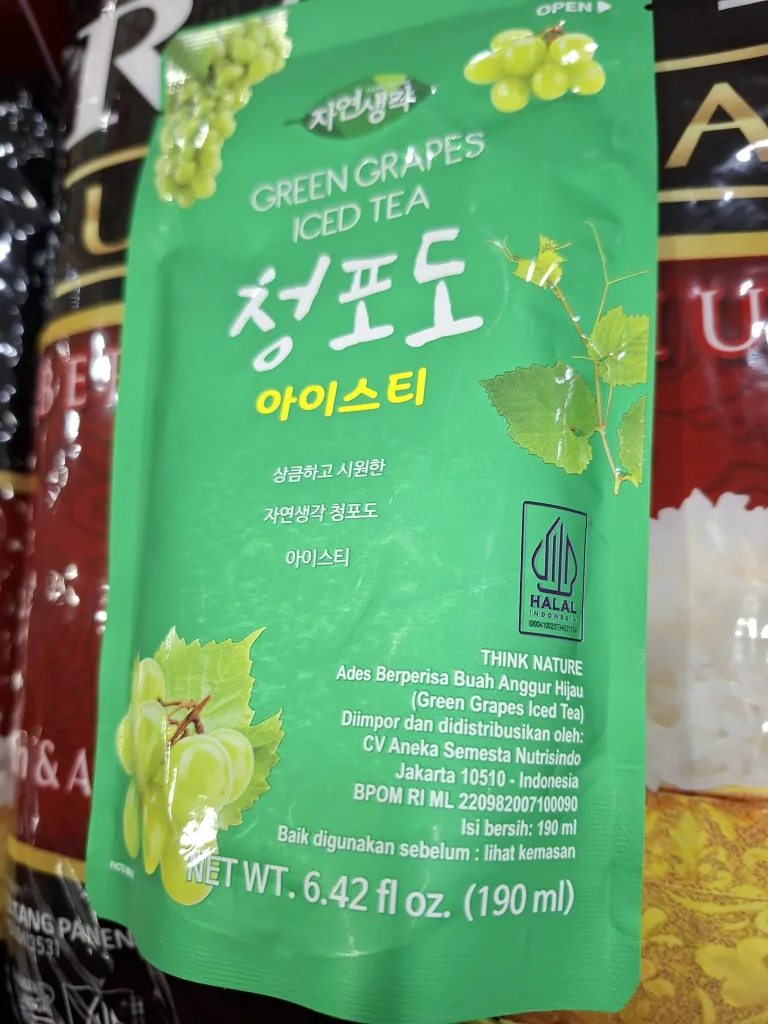 OPEN ▶
자연생각
GREEN GRAPES
ICED TEA
청포도
아이스티
상큼하고 시원한
자연생각 청포도
아이스티
HALAL
INDONESIA
THINK NATURE
Ades Berperisa Buah Anggur Hijau
(Green Grapes Iced Tea)
Diimpor dan didistribusikan oleh:
CV Aneka Semesta Nutrisindo
Jakarta 10510 - Indonesia
BPOM RI ML 220982007100090
Isi bersih: 190 ml
Baik digunakan sebelum : lihat kemasan
NET WT. 6.42 fl oz. (190 ml)